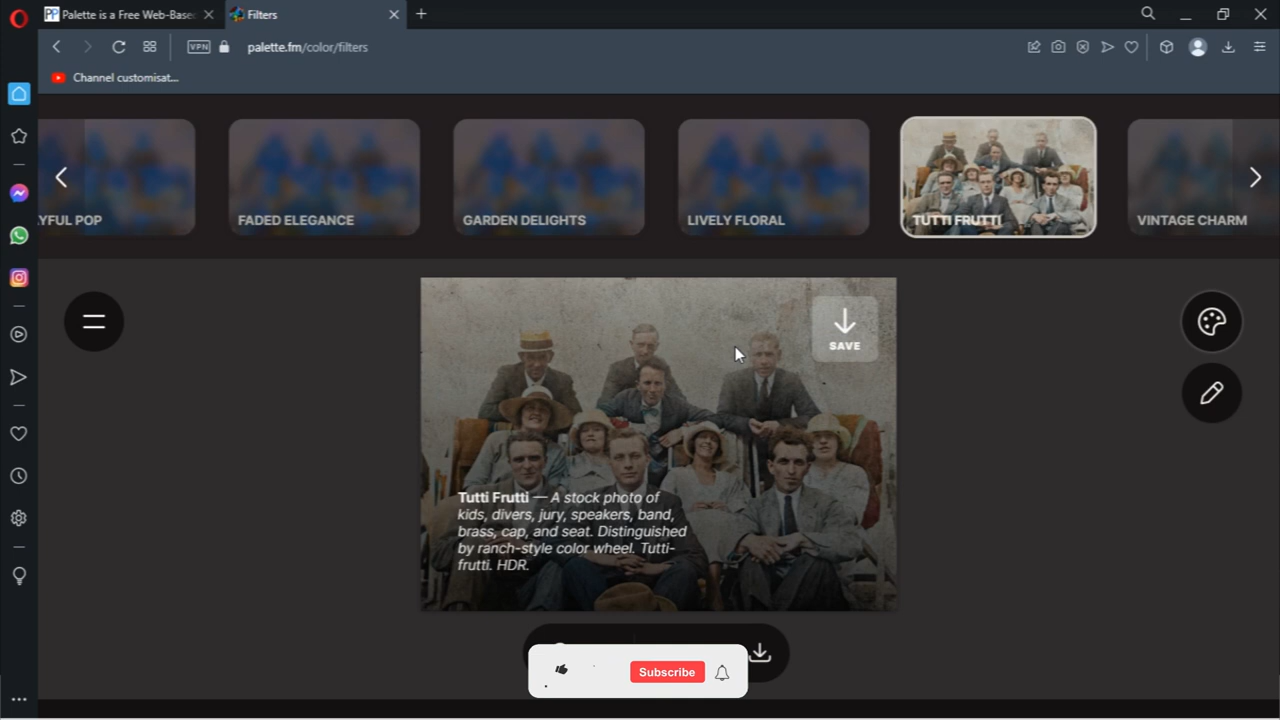 Palette is a Free Web-Base
Filters
VPN
palette.fm/color/filters
Channel customisat...
YFUL POP
FADED ELEGANCE
GARDEN DELIGHTS
LIVELY FLORAL
TUTTI FRUTTI
VINTAGE CHARM
SAVE
Tutti Frutti — A stock photo of
kids, divers, jury, speakers, band,
brass, cap, and seat. Distinguished
by ranch-style color wheel. Tutti-
frutti. HDR.
Subscribe